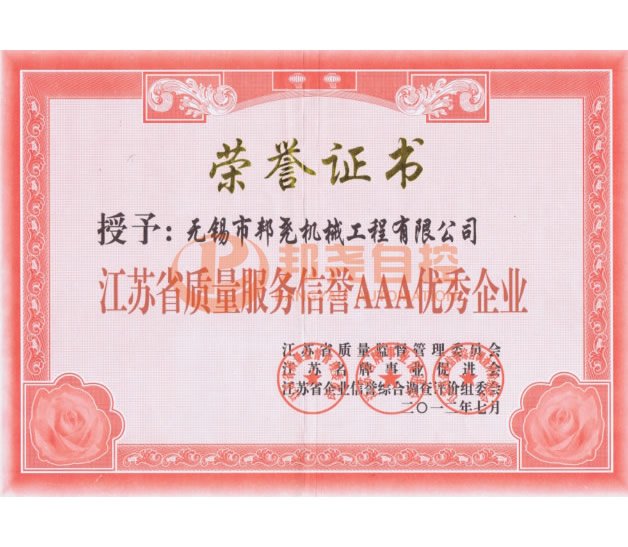 荣誉证书
授予：无锡市邦尧机械工程有限公司
邦尧自控
江苏省质量服务信誉AAA优秀企业
江苏省质量监督管理委员会
江苏名牌事业促进会
江苏省企业信誉综合调查评价组委会
二〇一二年七月